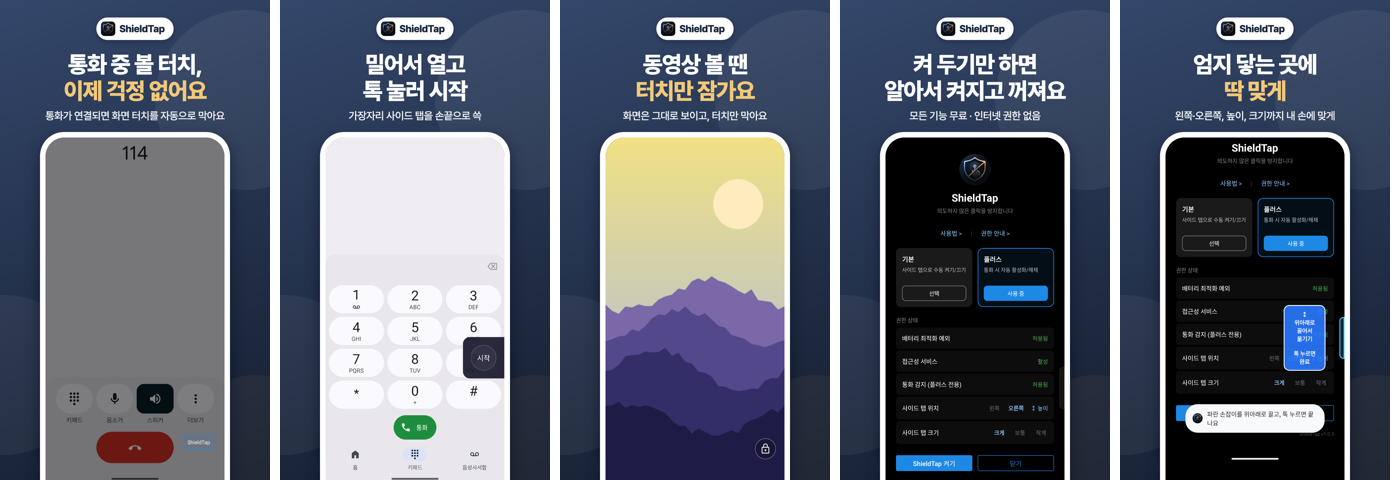 ShieldTap
통화 중 볼 터치,
이제 걱정 없어요
통화가 연결되면 화면 터치를 자동으로 막아요
114
키패드
음소거
스피커
더보기
ShieldTap
ShieldTap
밀어서 열고
톡 눌러 시작
가장자리 사이드 탭을 손끝으로 쓱
1
2
ABC
3
DEF
4
GHI
5
JKL
6
7
PQRS
8
TUV
시작
*
0
+
#
통화
홈
키패드
음성사서함
ShieldTap
동영상 볼 땐
터치만 잠가요
화면은 그대로 보이고, 터치만 막아요
ShieldTap
켜 두기만 하면
알아서 켜지고 꺼져요
모든 기능 무료 · 인터넷 권한 없음
ShieldTap
의도하지 않은 클릭을 방지합니다
사용법 > | 권한 안내 >
기본
사이드 탭으로 수동 켜기/끄기
선택
플러스
통화 시 자동 활성화/해제
사용 중
권한 상태
배터리 최적화 예외 허용됨
접근성 서비스 활성
통화 감지 (플러스 전용) 허용됨
사이드 탭 위치 왼쪽 오른쪽 ↕ 높이
사이드 탭 크기 크게 보통 작게
ShieldTap 켜기
닫기
ShieldTap
엄지 닿는 곳에
딱 맞게
왼쪽·오른쪽, 높이, 크기까지 내 손에 맞게
ShieldTap
의도하지 않은 클릭을 방지합니다
사용법 > | 권한 안내 >
기본
사이드 탭으로 수동 켜기/끄기
선택
플러스
통화 시 자동 활성화/해제
사용 중
권한 상태
배터리 최적화 예외 허용됨
접근성 서비스
통화 감지 (플러스 전용)
사이드 탭 위치 왼쪽
사이드 탭 크기 크게 보통 작게
↕
위아래로
끌어서
옮기기
톡 누르면
완료
파란 손잡이를 위아래로 끌고, 톡 누르면 끝
나요